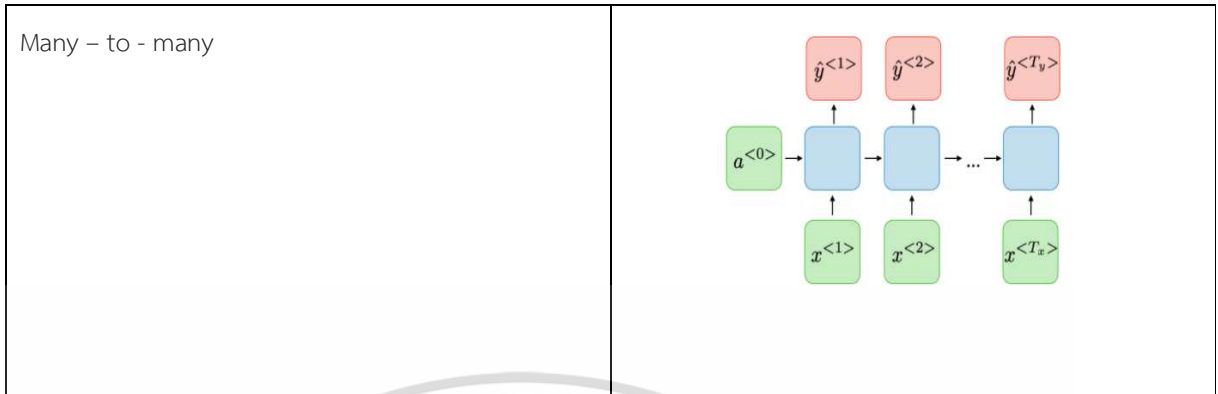 Many – to - many
ŷ<1> ŷ<2> ŷ<Ty>
a<0> ...
x<1> x<2> x<Tx>